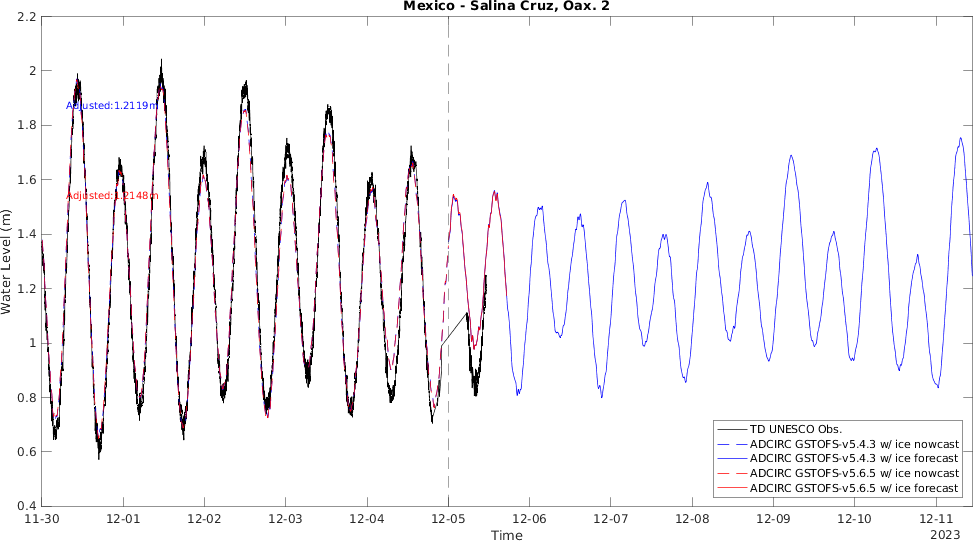 Mexico - Salina Cruz, Oax. 2
2.2
2
1.8
1.6
1.4
1.2
1
0.8
0.6
0.4
Water Level (m)
Adjusted:1.2119m
Adjusted:1.2148m
TD UNESCO Obs.
ADCIRC GSTOFS-v5.4.3 w/ ice nowcast
ADCIRC GSTOFS-v5.4.3 w/ ice forecast
ADCIRC GSTOFS-v5.6.5 w/ ice nowcast
ADCIRC GSTOFS-v5.6.5 w/ ice forecast
11-30 12-01 12-02 12-03 12-04 12-05 12-06 12-07 12-08 12-09 12-10 12-11
Time
2023